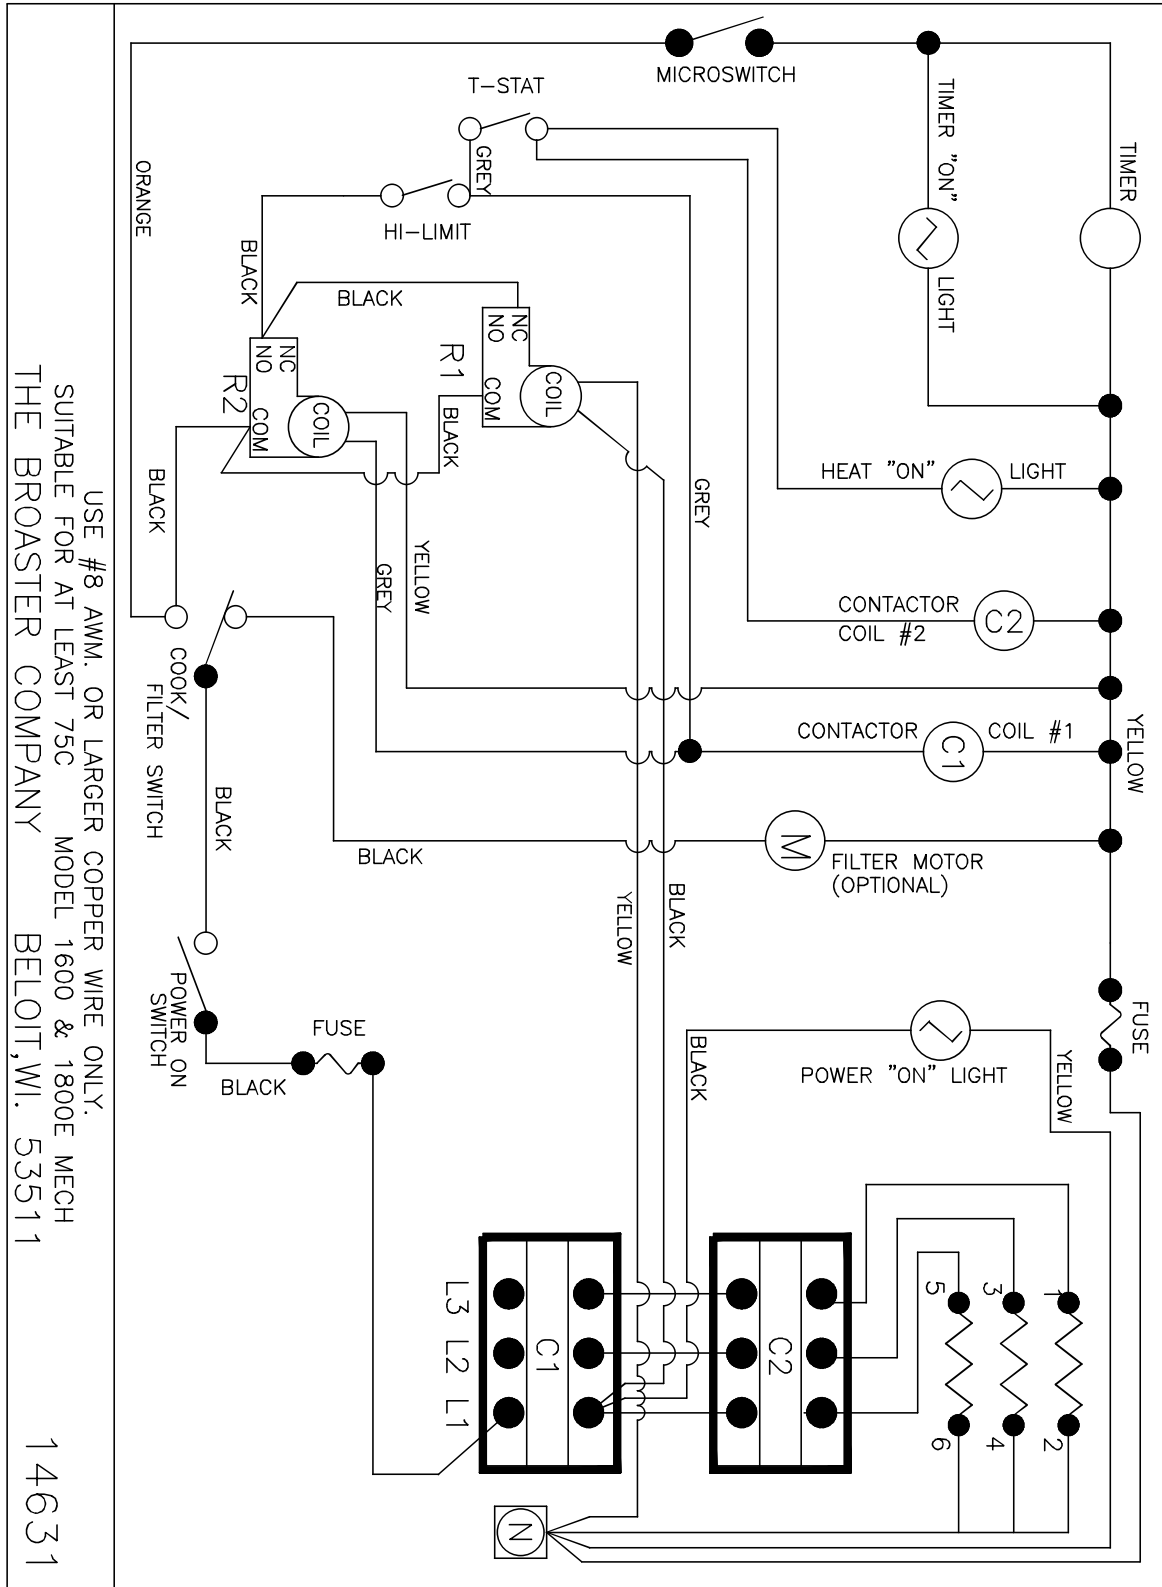 MICROSWITCH
T-STAT
GREY
HI-LIMIT
ORANGE
BLACK
BLACK
TIMER "ON"
LIGHT
TIMER
NC
NO
COM
COIL
R1
NC
NO
COM
COIL
R2
BLACK
BLACK
GREY
YELLOW
GREY
HEAT "ON" LIGHT
CONTACTOR
COIL #2
C2
CONTACTOR
C1
COIL #1
YELLOW
COOK/
FILTER SWITCH
BLACK
BLACK
M
FILTER MOTOR
(OPTIONAL)
BLACK
YELLOW
POWER ON
SWITCH
FUSE
BLACK
FUSE
BLACK
POWER "ON" LIGHT
YELLOW
L3 L2 L1
C1
C2
5 3 1
6 4 2
N
USE #8 AWM. OR LARGER COPPER WIRE ONLY.
SUITABLE FOR AT LEAST 75C MODEL 1600 & 1800E MECH
THE BROASTER COMPANY BELOIT, WI. 53511 14631